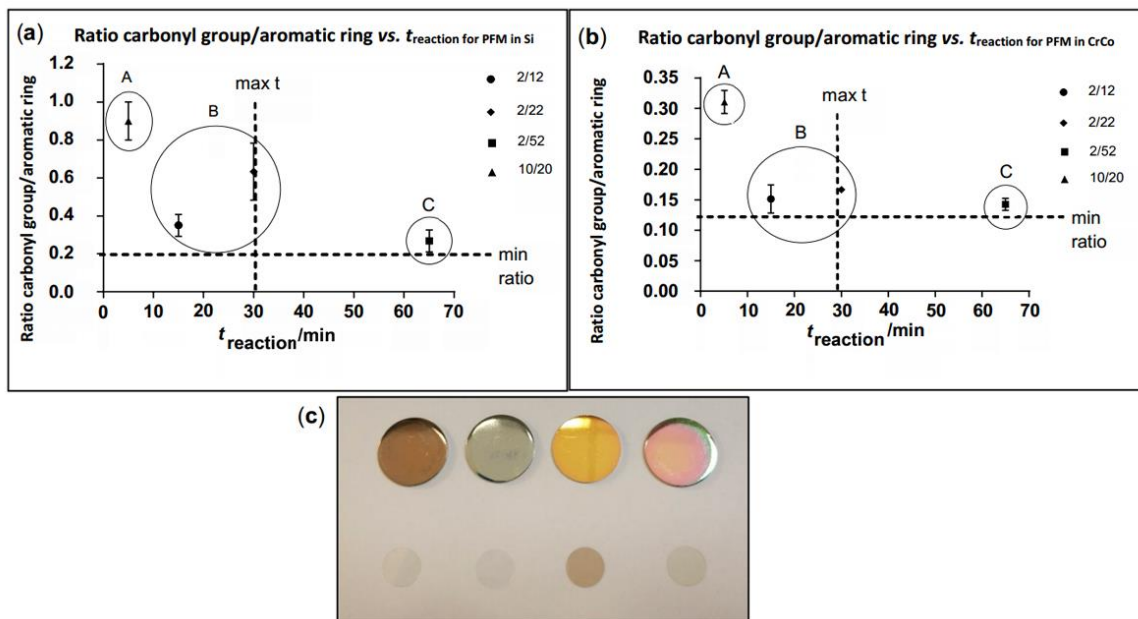 (a) Ratio carbonyl group/aromatic ring vs. treaction for PFM in Si
Ratio carbonyl group/aromatic ring
1.2
1.0
0.8
0.6
0.4
0.2
0.0
A
B
max t
C
min
ratio
2/12
2/22
2/52
10/20
0 10 20 30 40 50 60 70
treaction/min
(b) Ratio carbonyl group/aromatic ring vs. treaction for PFM in CrCo
Ratio carbonyl group/aromatic ring
0.35
0.30
0.25
0.20
0.15
0.10
0.05
0.00
A
B
max t
C
min
ratio
2/12
2/22
2/52
10/20
0 10 20 30 40 50 60 70
treaction/min
(c)